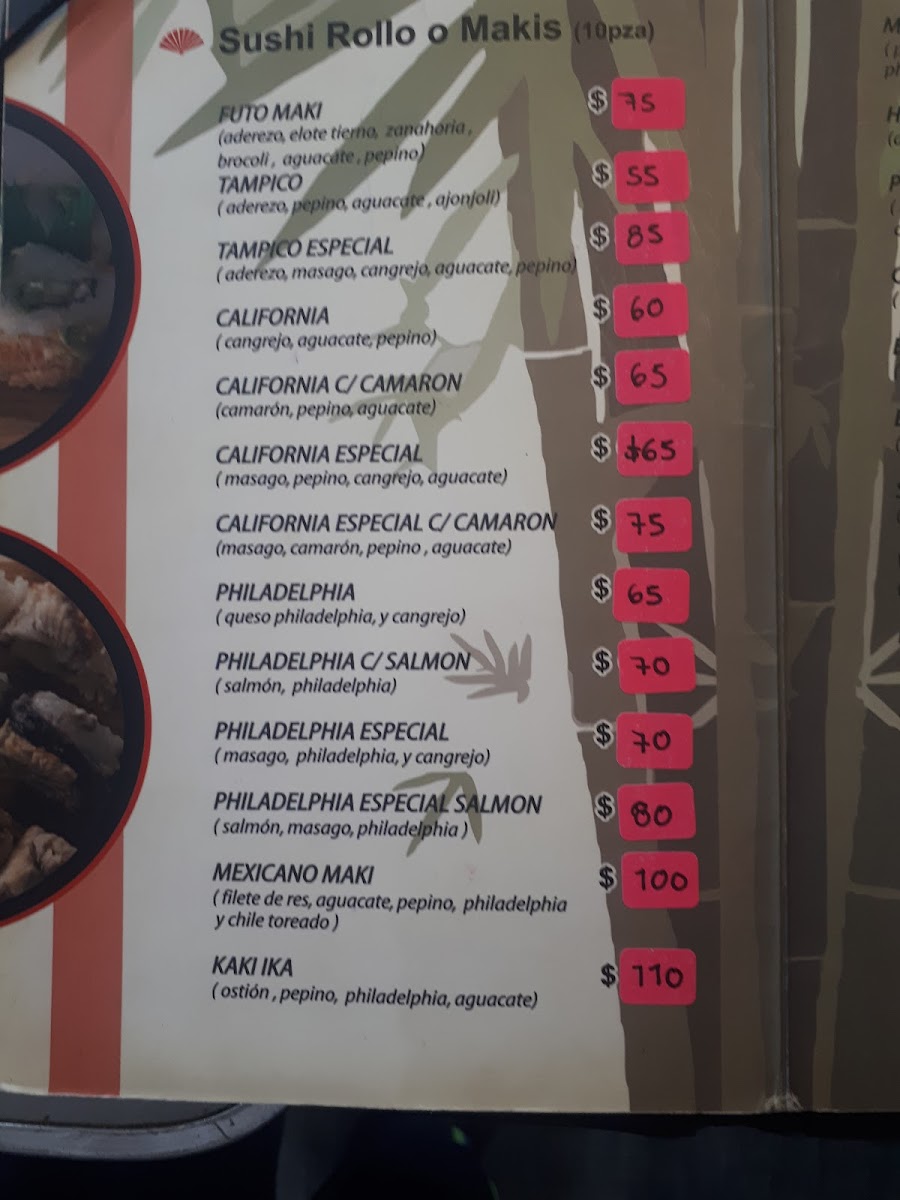 Sushi Rollo o Makis (10pza)
FUTO MAKI $ 75
(aderezo, elote tierno, zanahoria,
brocoli, aguacate, pepino)
TAMPICO $ 55
(aderezo, pepino, aguacate, ajonjoli)
TAMPICO ESPECIAL $ 85
(aderezo, masago, cangrejo, aguacate, pepino)
CALIFORNIA $ 60
(cangrejo, aguacate, pepino)
CALIFORNIA C/ CAMARON $ 65
(camarón, pepino, aguacate)
CALIFORNIA ESPECIAL $ $65
(masago, pepino, cangrejo, aguacate)
CALIFORNIA ESPECIAL C/ CAMARON $ 75
(masago, camarón, pepino, aguacate)
PHILADELPHIA $ 65
(queso philadelphia, y cangrejo)
PHILADELPHIA C/ SALMON $ 70
(salmón, philadelphia)
PHILADELPHIA ESPECIAL $ 70
(masago, philadelphia, y cangrejo)
PHILADELPHIA ESPECIAL SALMON $ 80
(salmón, masago, philadelphia)
MEXICANO MAKI $ 100
(filete de res, aguacate, pepino, philadelphia
y chile toreado)
KAKI IKA $ 110
(ostión, pepino, philadelphia, aguacate)